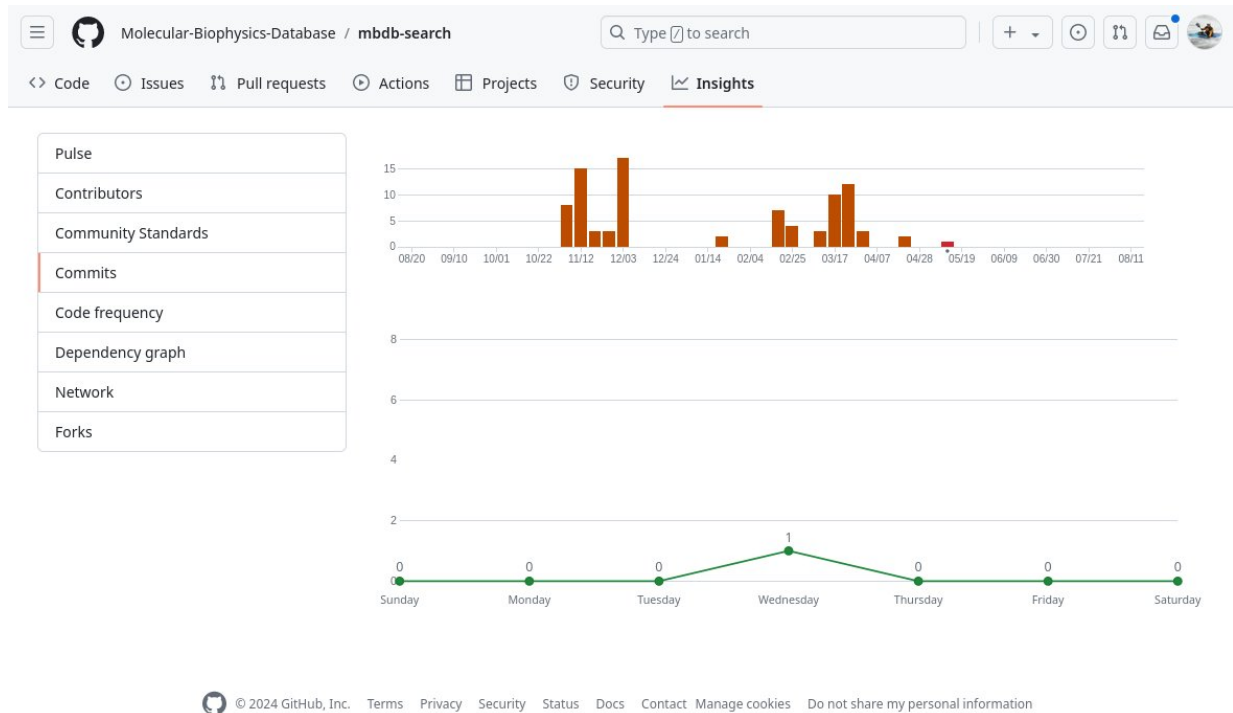 Molecular-Biophysics-Database / mbdb-search
Type / to search
Code
Issues
Pull requests
Actions
Projects
Security
Insights
Pulse
Contributors
Community Standards
Commits
Code frequency
Dependency graph
Network
Forks
15
10
5
0
08/20 09/10 10/01 10/22 11/12 12/03 12/24 01/14 02/04 02/25 03/17 04/07 04/28 05/19 06/09 06/30 07/21 08/11
8
6
4
2
0
0 0 0 1 0 0 0
Sunday Monday Tuesday Wednesday Thursday Friday Saturday
© 2024 GitHub, Inc. Terms Privacy Security Status Docs Contact Manage cookies Do not share my personal information